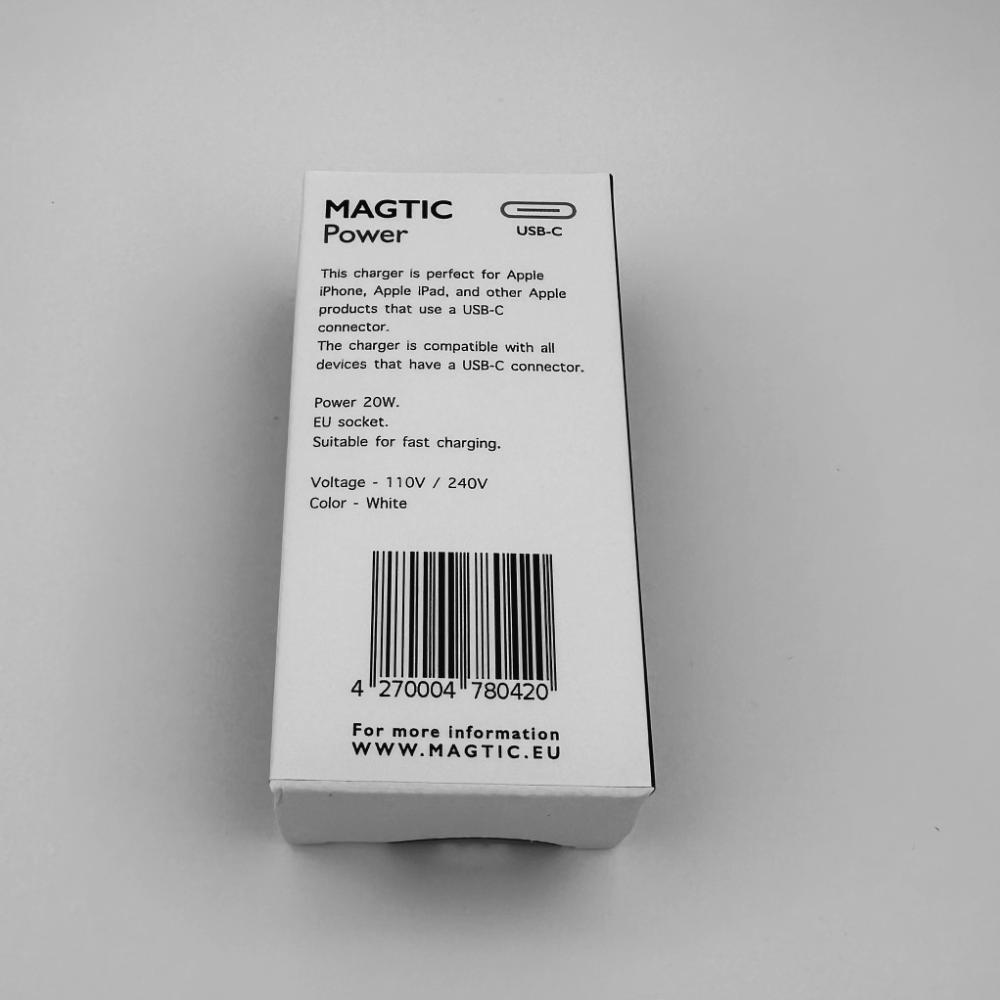 MAGTIC
Power
USB-C
This charger is perfect for Apple
iPhone, Apple iPad, and other Apple
products that use a USB-C
connector.
The charger is compatible with all
devices that have a USB-C connector.
Power 20W.
EU socket.
Suitable for fast charging.
Voltage - 110V / 240V
Color - White
4 270004 780420
For more information
WWW.MAGTIC.EU